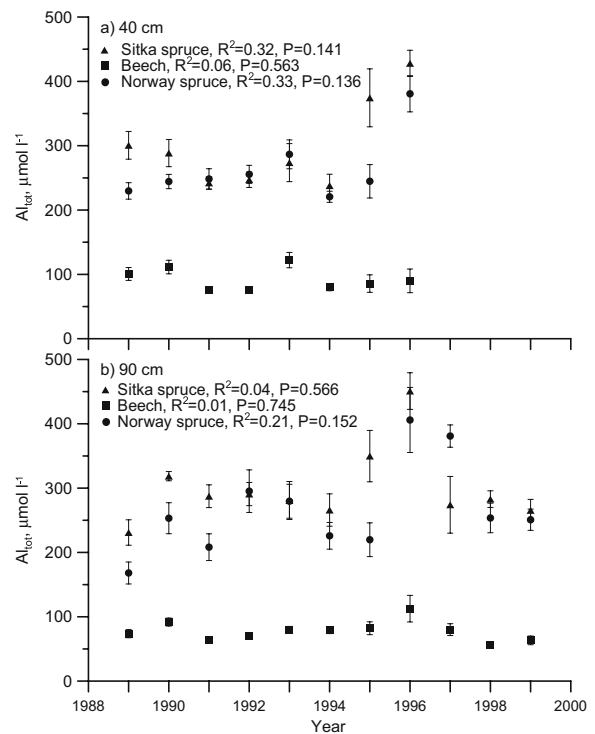 500
a) 40 cm
Sitka spruce, R²=0.32, P=0.141
Beech, R²=0.06, P=0.563
400
Norway spruce, R²=0.33, P=0.136
300
Al_tot, μmol l⁻¹
200
100
0
500
b) 90 cm
Sitka spruce, R²=0.04, P=0.566
Beech, R²=0.01, P=0.745
400
Norway spruce, R²=0.21, P=0.152
300
Al_tot, μmol l⁻¹
200
100
0
1988 1990 1992 1994 1996 1998 2000
Year